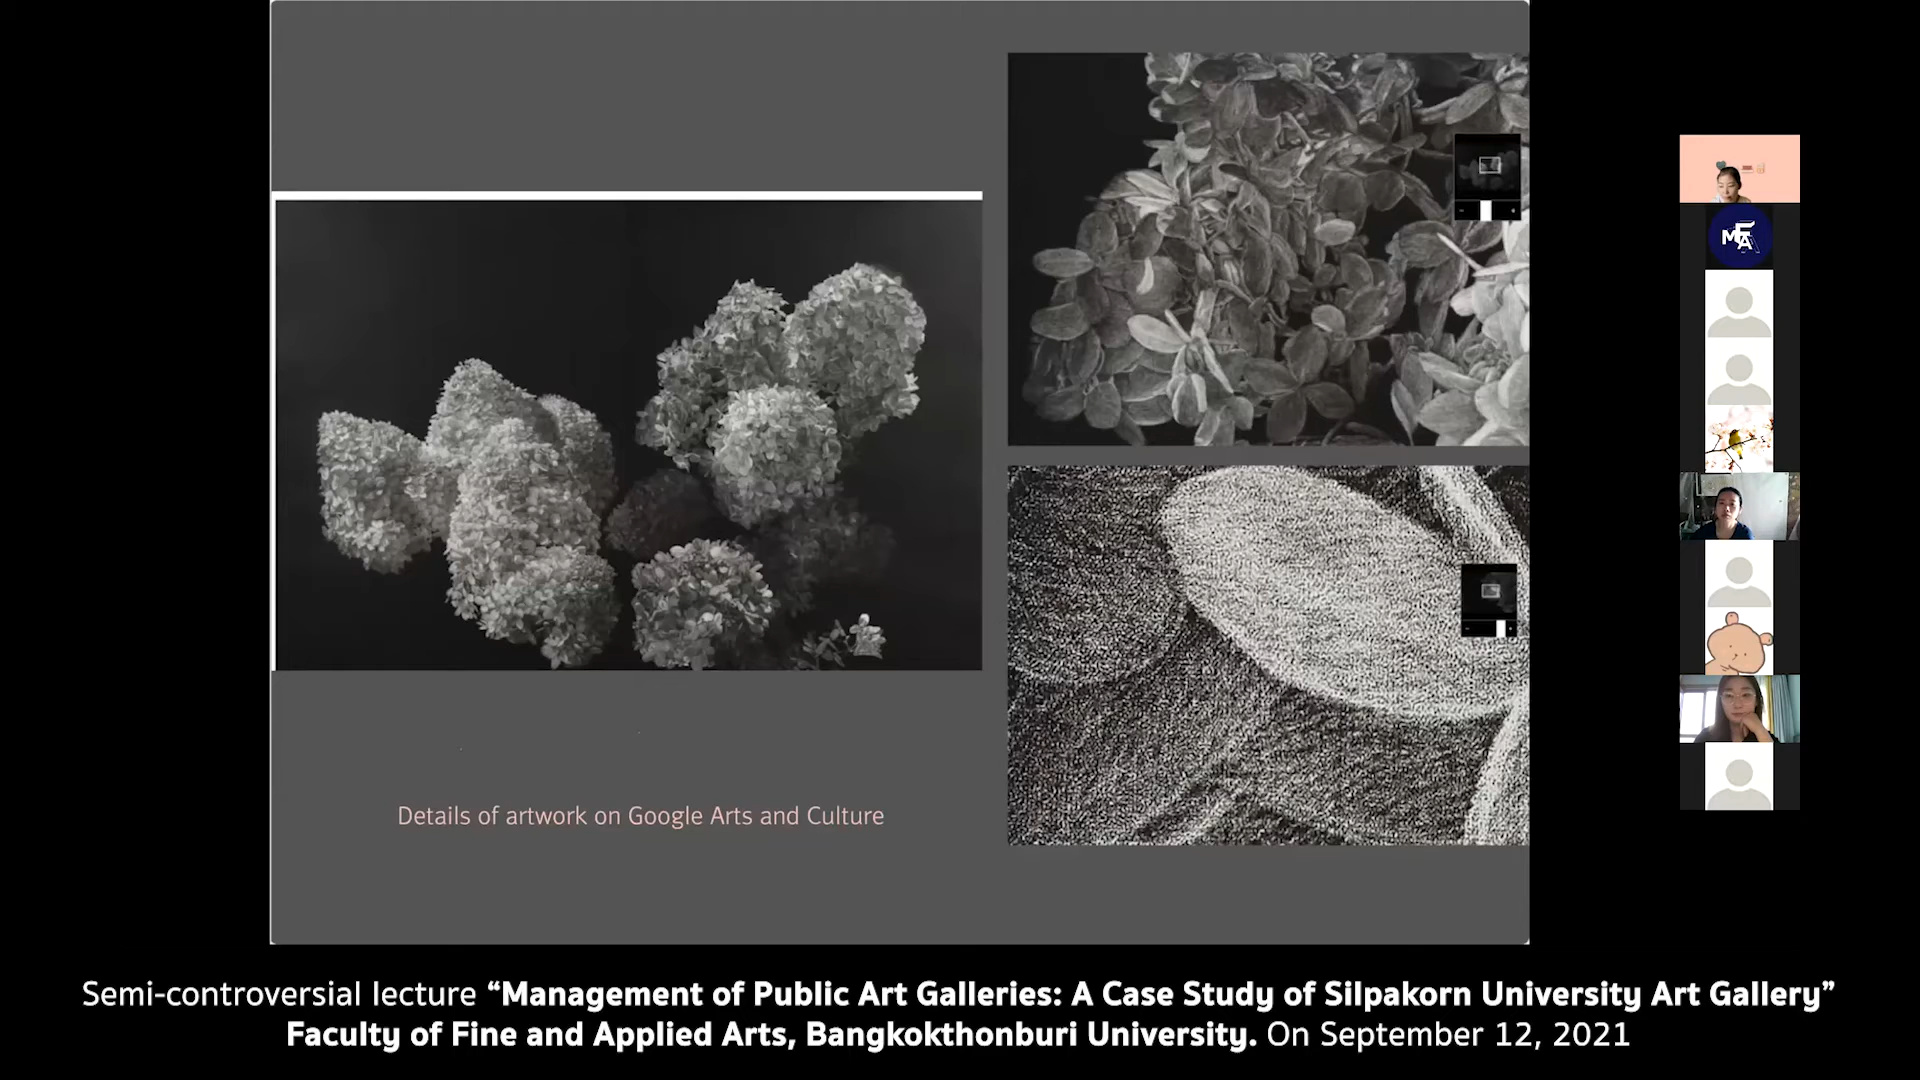 MFA
Details of artwork on Google Arts and Culture
Semi-controversial lecture “Management of Public Art Galleries: A Case Study of Silpakorn University Art Gallery”
Faculty of Fine and Applied Arts, Bangkokthonburi University. On September 12, 2021